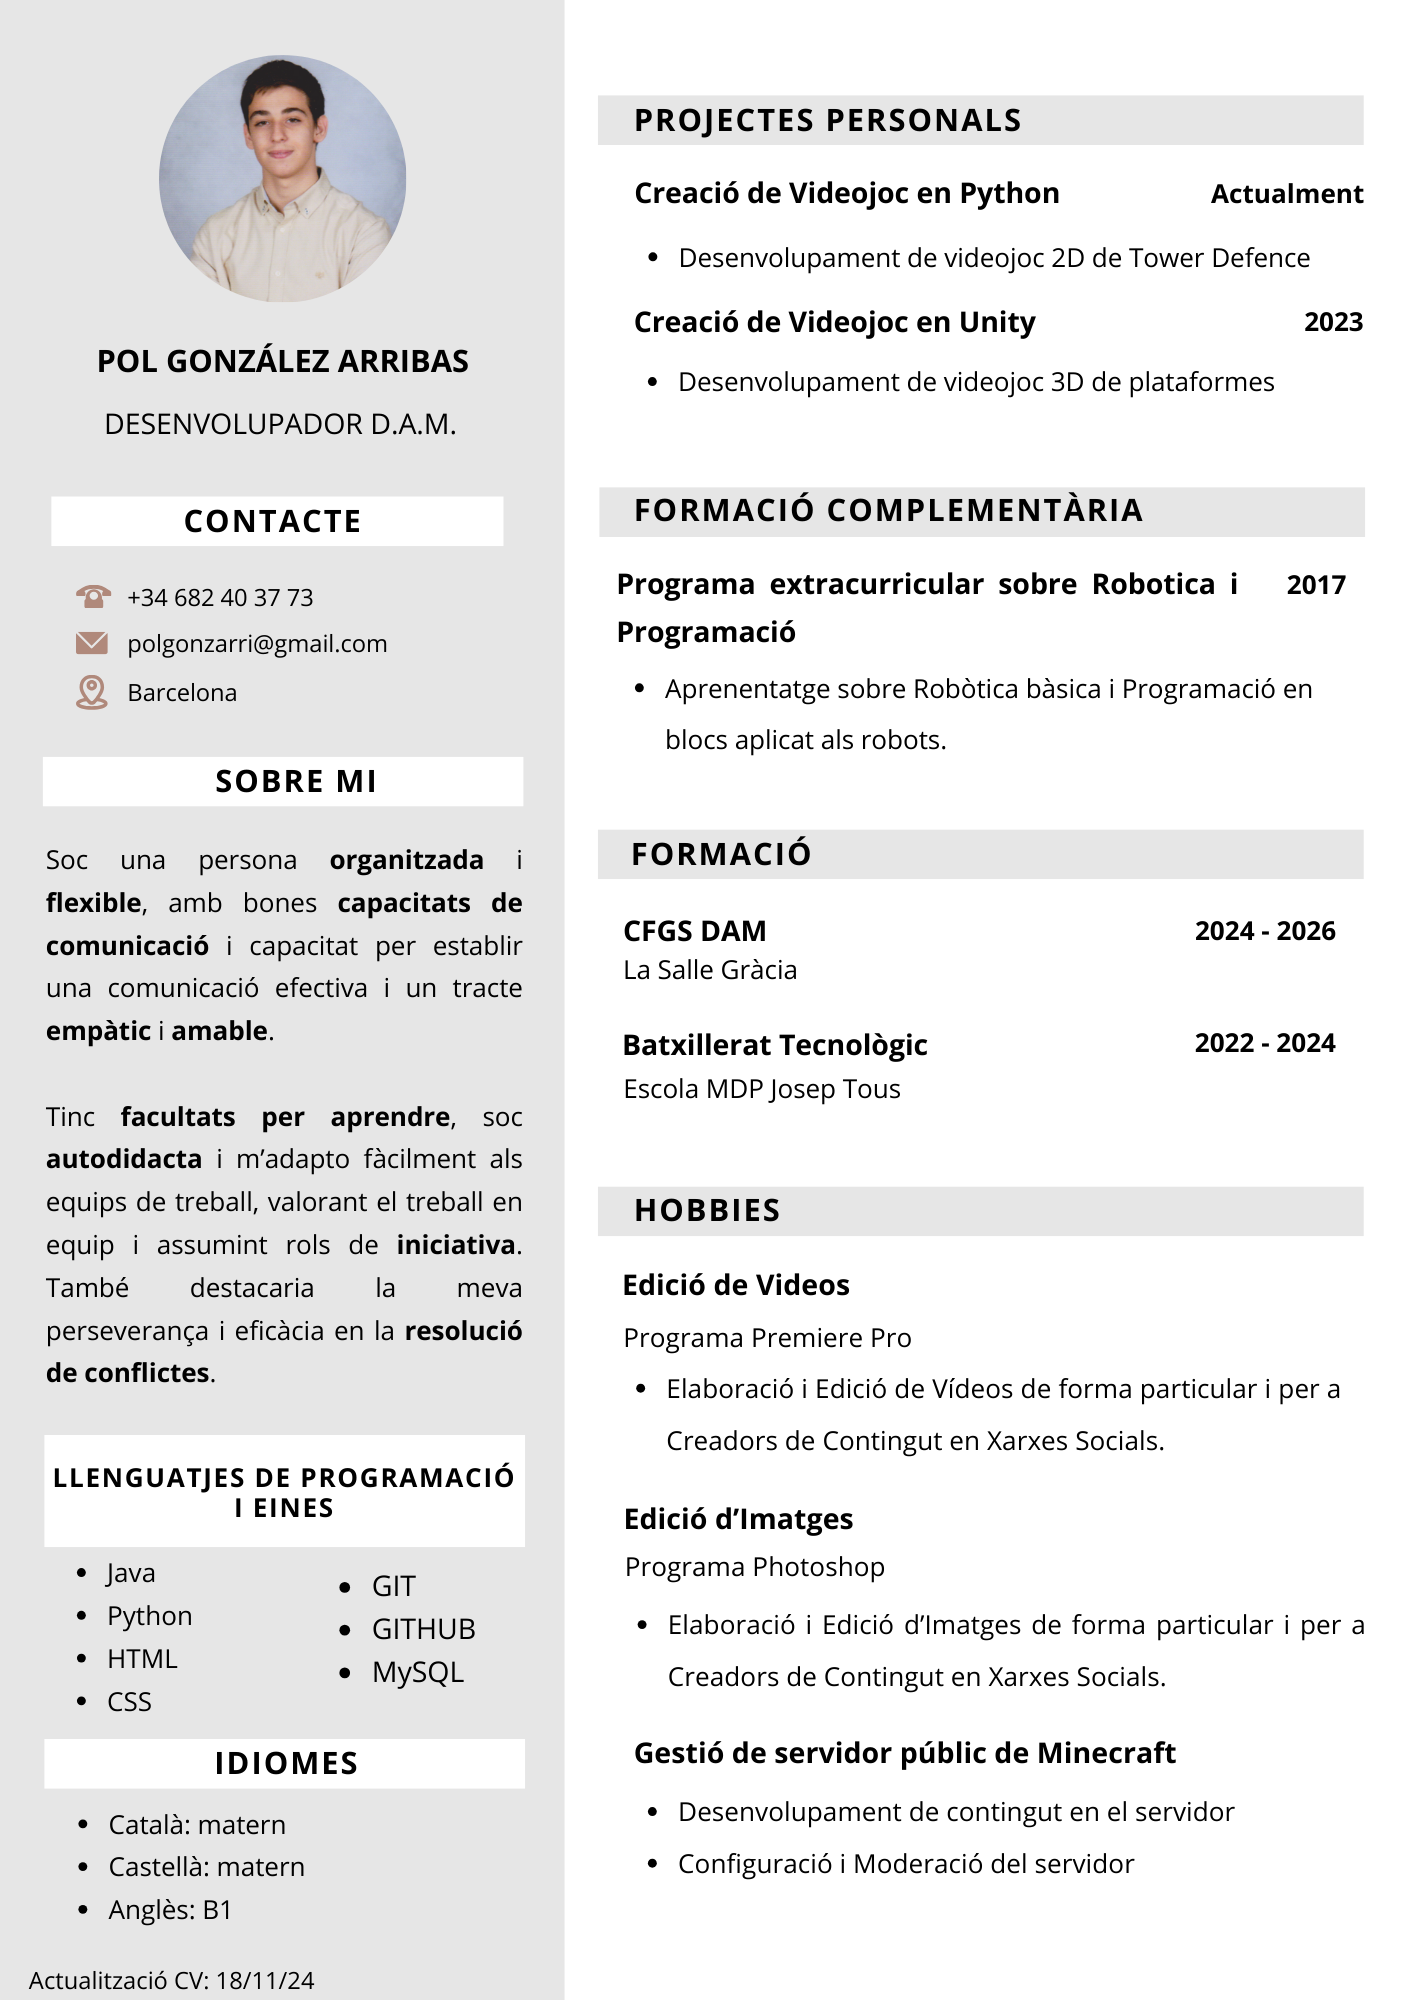 POL GONZÁLEZ ARRIBAS
DESENVOLUPADOR D.A.M.
CONTACTE
+34 682 40 37 73
polgonzarri@gmail.com
Barcelona
SOBRE MI
Soc una persona organitzada i
flexible, amb bones capacitats de
comunicació i capacitat per establir
una comunicació efectiva i un tracte
empàtic i amable.
Tinc facultats per aprendre, soc
autodidacta i m’adapto fàcilment als
equips de treball, valorant el treball en
equip i assumint rols de iniciativa.
També destacaria la meva
perseverança i eficàcia en la resolució
de conflictes.
LLENGUATJES DE PROGRAMACIÓ
I EINES
• Java
• Python
• HTML
• CSS
• GIT
• GITHUB
• MySQL
IDIOMES
• Català: matern
• Castellà: matern
• Anglès: B1
Actualització CV: 18/11/24
PROJECTES PERSONALS
Creació de Videojoc en Python Actualment
• Desenvolupament de videojoc 2D de Tower Defence
Creació de Videojoc en Unity 2023
• Desenvolupament de videojoc 3D de plataformes
FORMACIÓ COMPLEMENTÀRIA
Programa extracurricular sobre Robotica i 2017
Programació
• Aprenentatge sobre Robòtica bàsica i Programació en
blocs aplicat als robots.
FORMACIÓ
CFGS DAM 2024 - 2026
La Salle Gràcia
Batxillerat Tecnològic 2022 - 2024
Escola MDP Josep Tous
HOBBIES
Edició de Videos
Programa Premiere Pro
• Elaboració i Edició de Vídeos de forma particular i per a
Creadors de Contingut en Xarxes Socials.
Edició d’Imatges
Programa Photoshop
• Elaboració i Edició d’Imatges de forma particular i per a
Creadors de Contingut en Xarxes Socials.
Gestió de servidor públic de Minecraft
• Desenvolupament de contingut en el servidor
• Configuració i Moderació del servidor